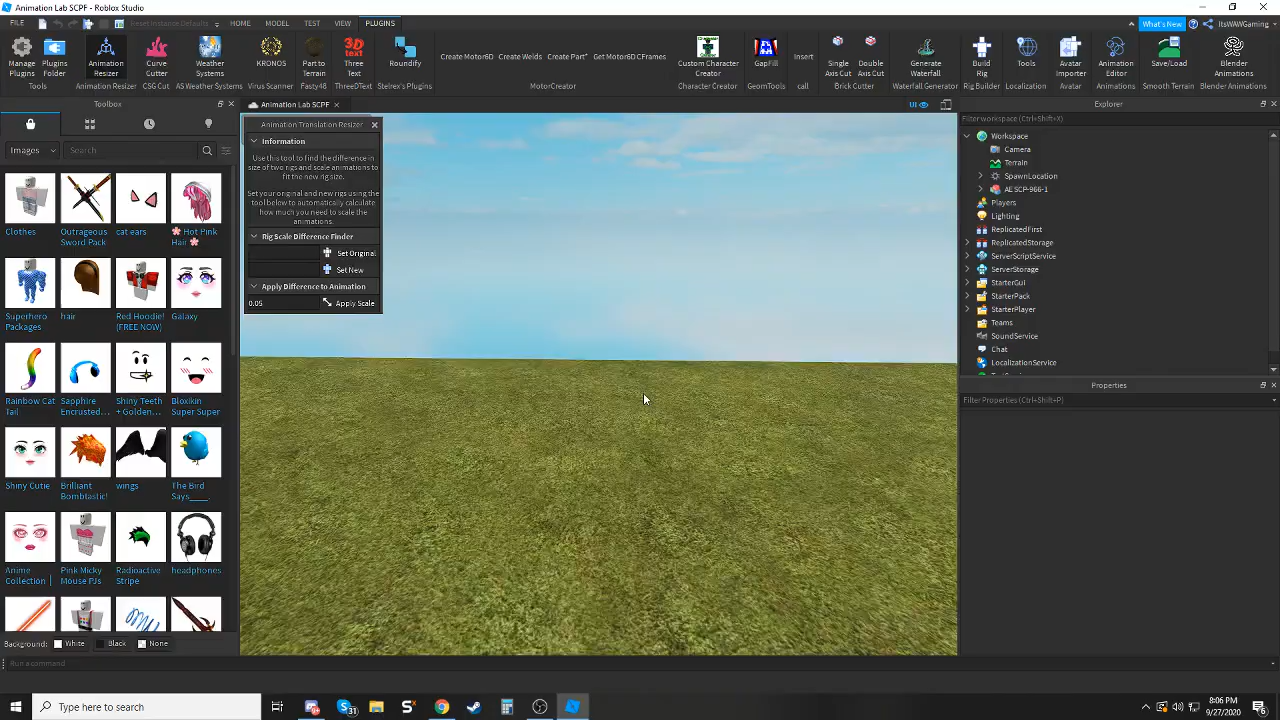 Animation Lab SCPF - Roblox Studio
FILE Reset Instance Defaults HOME MODEL TEST VIEW PLUGINS What's New ItsWAWGaming
Manage Plugins
Plugins Folder
Animation Resizer
Curve Cutter
Weather Systems
KRONOS
Part to Terrain
Three Text
Roundify
Create Motor6D Create Welds Create Part* Get Motor6D CFrames
Custom Character Creator
GapFill
Insert
Single Axis Cut
Double Axis Cut
Generate Waterfall
Build Rig
Tools
Avatar Importer
Animation Editor
Save/Load
Blender Animations
Tools Animation Resizer CSG Cut AS Weather Systems Virus Scanner Fasty48 ThreeDText Stelrex's Plugins MotorCreator Character Creator GeomTools call Brick Cutter Waterfall Generator Rig Builder Localization Avatar Animations Smooth Terrain Blender Animations
Toolbox
Images Search
Clothes
Outrageous Sword Pack
cat ears
🌸 Hot Pink Hair 🌸
Superhero Packages
hair
Red Hoodie! (FREE NOW)
Galaxy
Rainbow Cat Tail
Sapphire Encrusted...
Shiny Teeth + Golden...
Bloxikin Super Super
Shiny Cutie
Brilliant Bombtastic!
wings
The Bird Says____.
Anime Collection |
Pink Micky Mouse PJs
Radioactive Stripe
headphones
Background: White Black None
Run a command
Animation Lab SCPF
UI
3D text
Animation Translation Resizer
Information
Use this tool to find the difference in
size of two rigs and scale animations to
fit the new rig size.
Set your original and new rigs using the
tool below to automatically calculate
how much you need to scale the
animations.
Rig Scale Difference Finder
Set Original
Set New
Apply Difference to Animation
0.05 Apply Scale
Explorer
Filter workspace (Ctrl+Shift+X)
Workspace
Camera
Terrain
SpawnLocation
AE SCP-966-1
Players
Lighting
ReplicatedFirst
ReplicatedStorage
ServerScriptService
ServerStorage
StarterGui
StarterPack
StarterPlayer
Teams
SoundService
Chat
LocalizationService
Properties
Filter Properties (Ctrl+Shift+P)
Type here to search
31
8:06 PM
9/27/2020